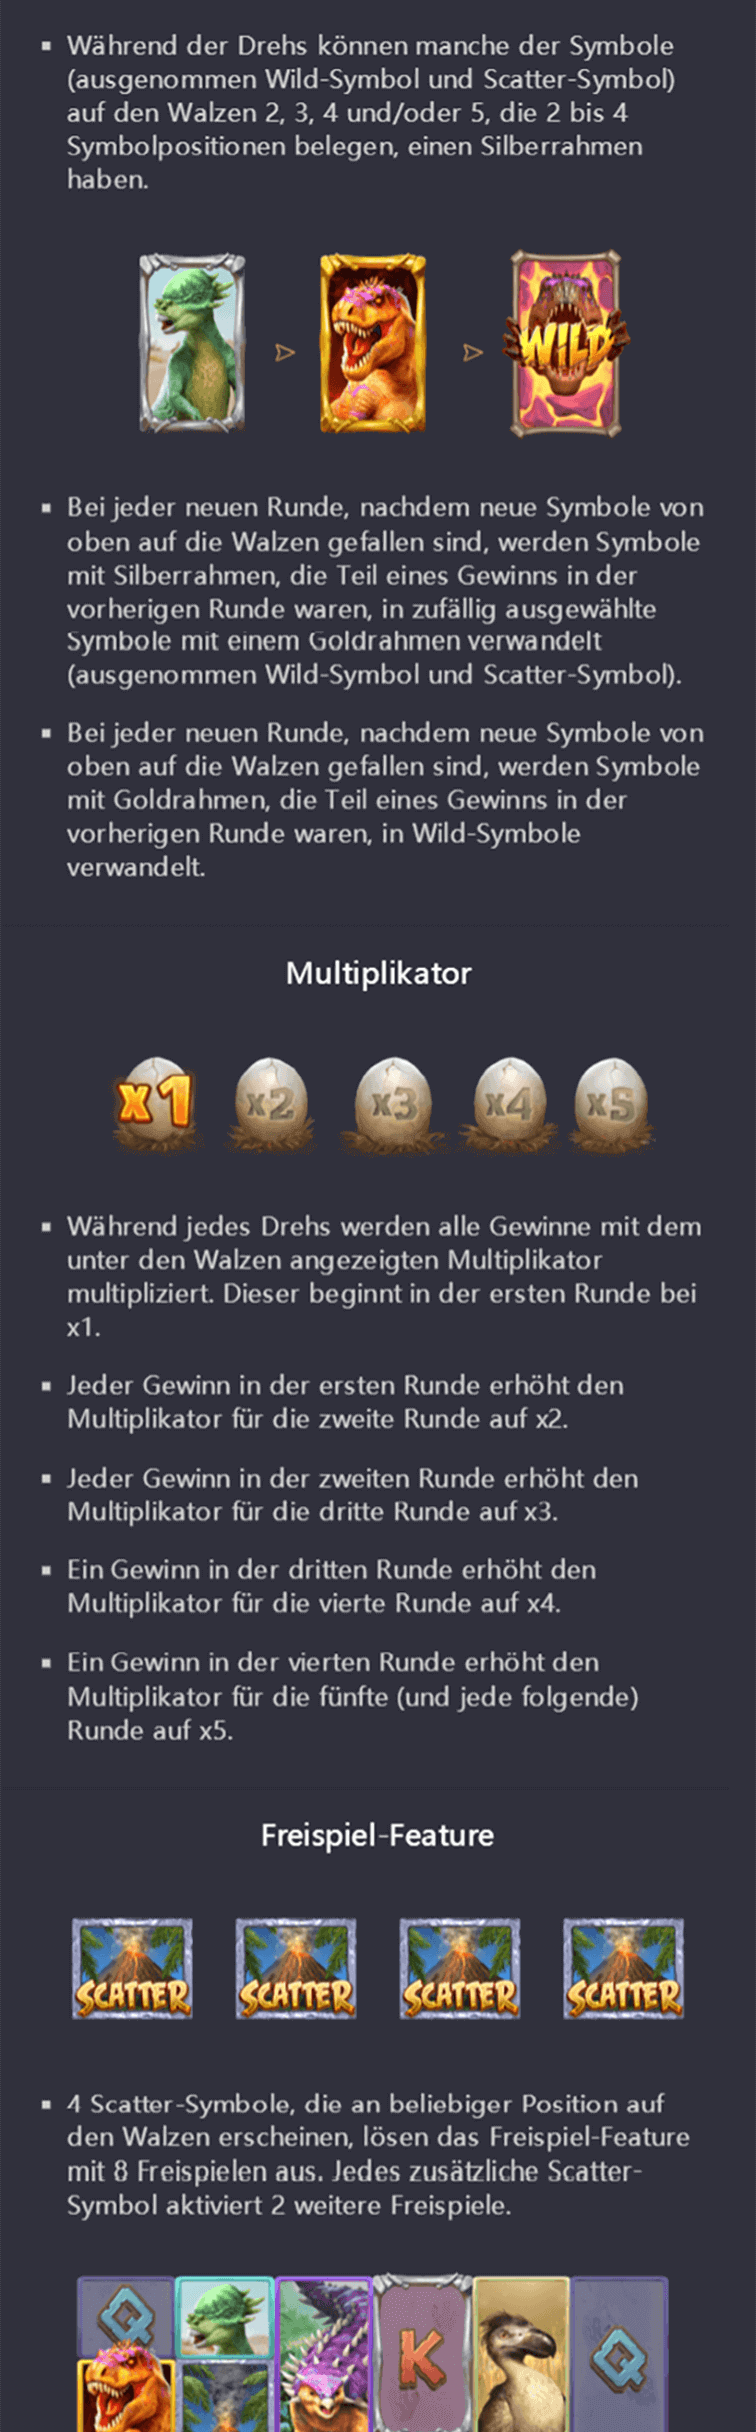 Während der Drehs können manche der Symbole
(ausgenommen Wild-Symbol und Scatter-Symbol)
auf den Walzen 2, 3, 4 und/oder 5, die 2 bis 4
Symbolpositionen belegen, einen Silberrahmen
haben.
WILD
Bei jeder neuen Runde, nachdem neue Symbole von
oben auf die Walzen gefallen sind, werden Symbole
mit Silberrahmen, die Teil eines Gewinns in der
vorherigen Runde waren, in zufällig ausgewählte
Symbole mit einem Goldrahmen verwandelt
(ausgenommen Wild-Symbol und Scatter-Symbol).
Bei jeder neuen Runde, nachdem neue Symbole von
oben auf die Walzen gefallen sind, werden Symbole
mit Goldrahmen, die Teil eines Gewinns in der
vorherigen Runde waren, in Wild-Symbole
verwandelt.
Multiplikator
x1 x2 x3 x4 x5
Während jedes Drehs werden alle Gewinne mit dem
unter den Walzen angezeigten Multiplikator
multipliziert. Dieser beginnt in der ersten Runde bei
x1.
Jeder Gewinn in der ersten Runde erhöht den
Multiplikator für die zweite Runde auf x2.
Jeder Gewinn in der zweiten Runde erhöht den
Multiplikator für die dritte Runde auf x3.
Ein Gewinn in der dritten Runde erhöht den
Multiplikator für die vierte Runde auf x4.
Ein Gewinn in der vierten Runde erhöht den
Multiplikator für die fünfte (und jede folgende)
Runde auf x5.
Freispiel-Feature
SCATTER SCATTER SCATTER SCATTER
4 Scatter-Symbole, die an beliebiger Position auf
den Walzen erscheinen, lösen das Freispiel-Feature
mit 8 Freispielen aus. Jedes zusätzliche Scatter-
Symbol aktiviert 2 weitere Freispiele.
Q K Q